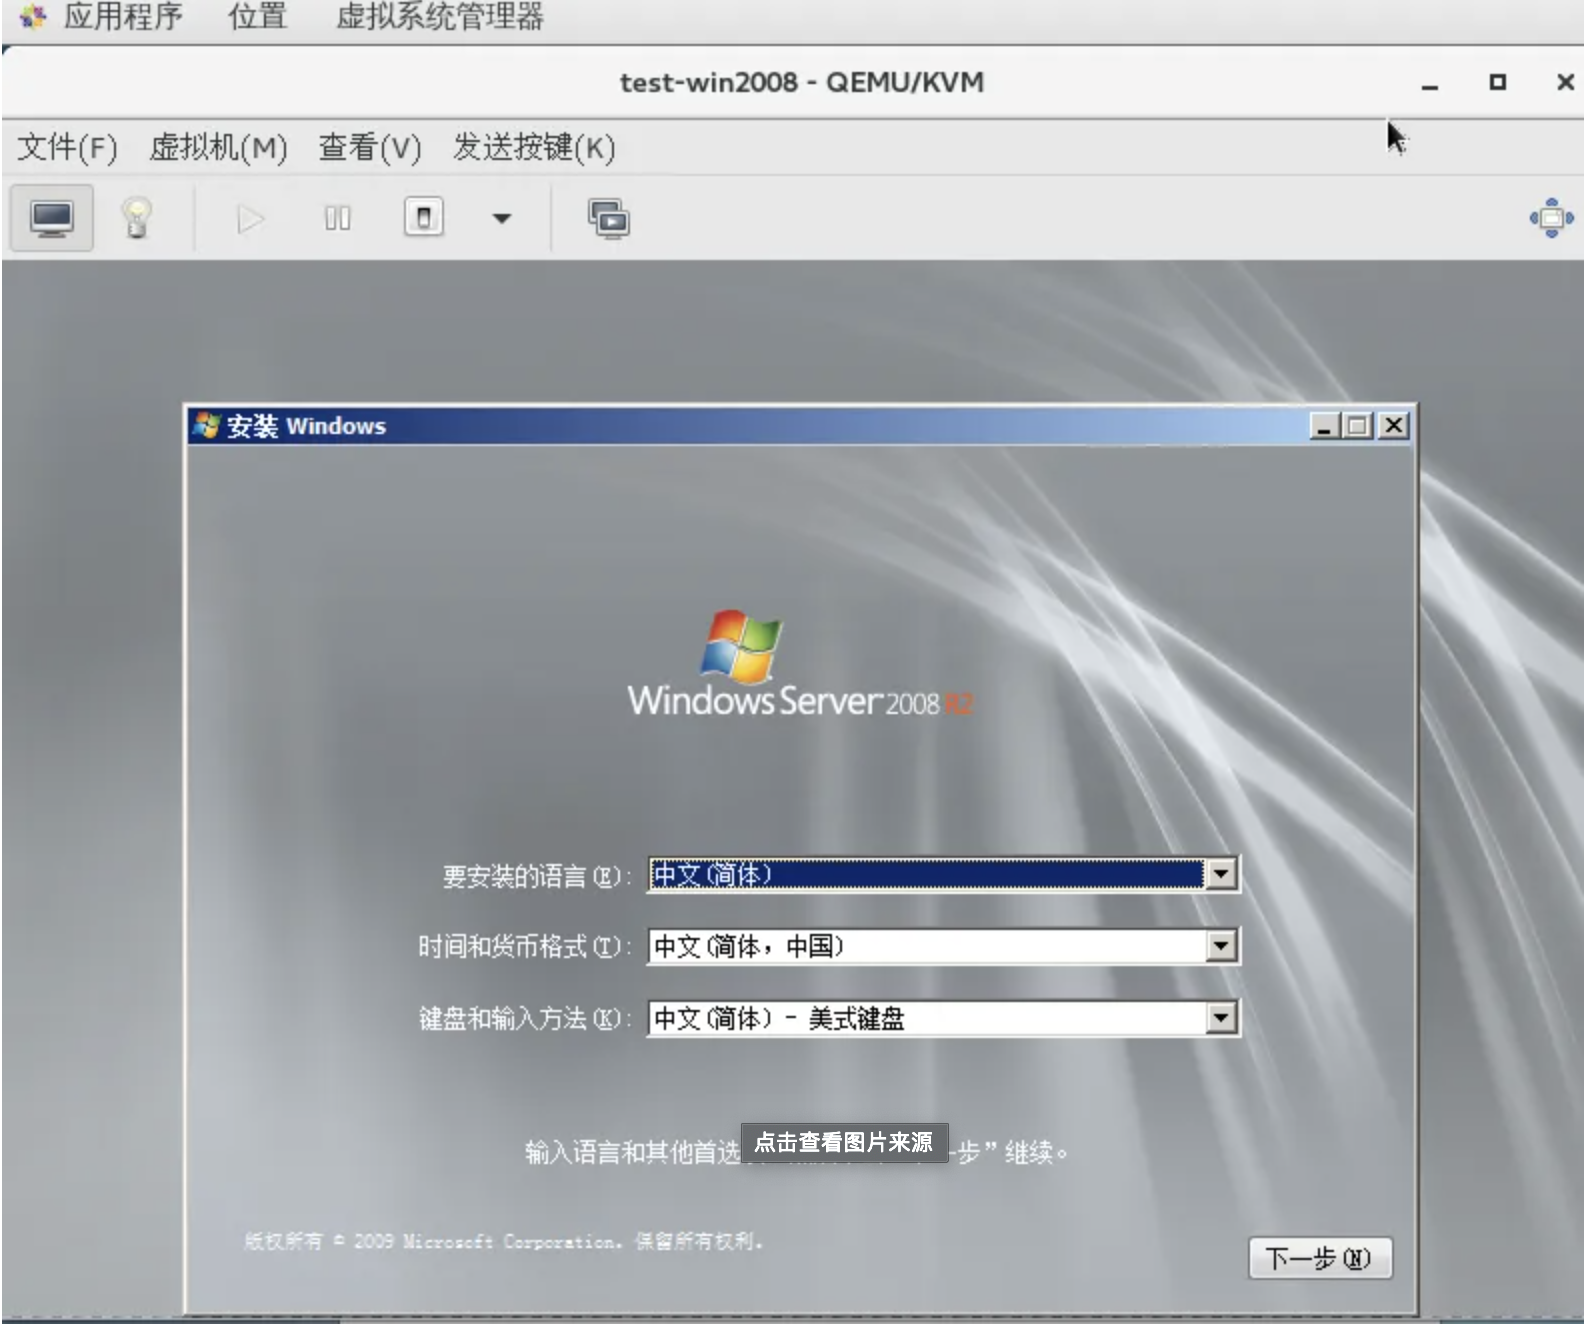 应用程序 位置 虚拟系统管理器
test-win2008 - QEMU/KVM
文件(F) 虚拟机(M) 查看(V) 发送按键(K)
安装 Windows
Windows Server 2008 R2
要安装的语言(E): 中文(简体)
时间和货币格式(T): 中文(简体，中国)
键盘和输入方法(K): 中文(简体) - 美式键盘
输入语言和其他首选
点击查看图片来源
步”继续。
版权所有 © 2009 Microsoft Corporation。保留所有权利。
下一步(N)